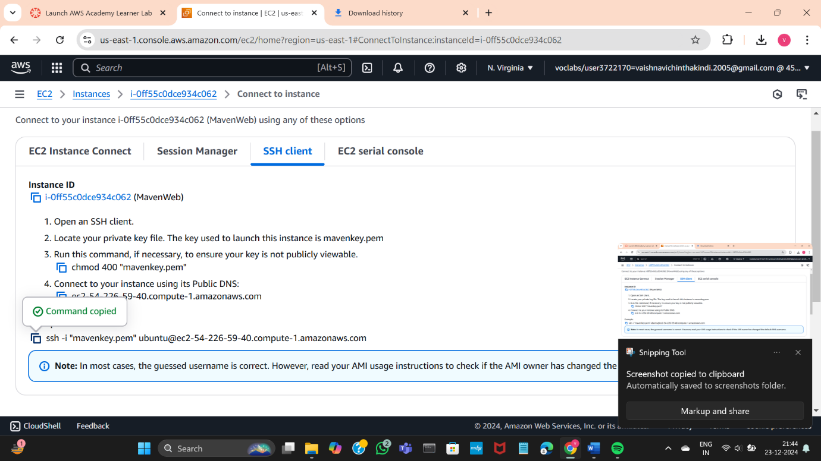 Launch AWS Academy Learner Lab
Connect to instance | EC2 | us-eas
Download history
us-east-1.console.aws.amazon.com/ec2/home?region=us-east-1#ConnectToInstance:instanceId=i-0ff55c0dce934c062
V
aws
Search
[Alt+S]
N. Virginia
voclabs/user3722170=vaishnavichinthakindi.2005@gmail.com @ 45...
EC2 > Instances > i-0ff55c0dce934c062 > Connect to instance
Connect to your instance i-0ff55c0dce934c062 (MavenWeb) using any of these options
EC2 Instance Connect
Session Manager
SSH client
EC2 serial console
Instance ID
i-0ff55c0dce934c062 (MavenWeb)
1. Open an SSH client.
2. Locate your private key file. The key used to launch this instance is mavenkey.pem
3. Run this command, if necessary, to ensure your key is not publicly viewable.
chmod 400 "mavenkey.pem"
4. Connect to your instance using its Public DNS:
ec2-54-226-59-40.compute-1.amazonaws.com
Command copied
ssh -i "mavenkey.pem" ubuntu@ec2-54-226-59-40.compute-1.amazonaws.com
Note: In most cases, the guessed username is correct. However, read your AMI usage instructions to check if the AMI owner has changed the
Snipping Tool
Screenshot copied to clipboard
Automatically saved to screenshots folder.
Markup and share
CloudShell
Feedback
© 2024, Amazon Web Services, Inc. or its
Search
ENG
IN
21:44
23-12-2024